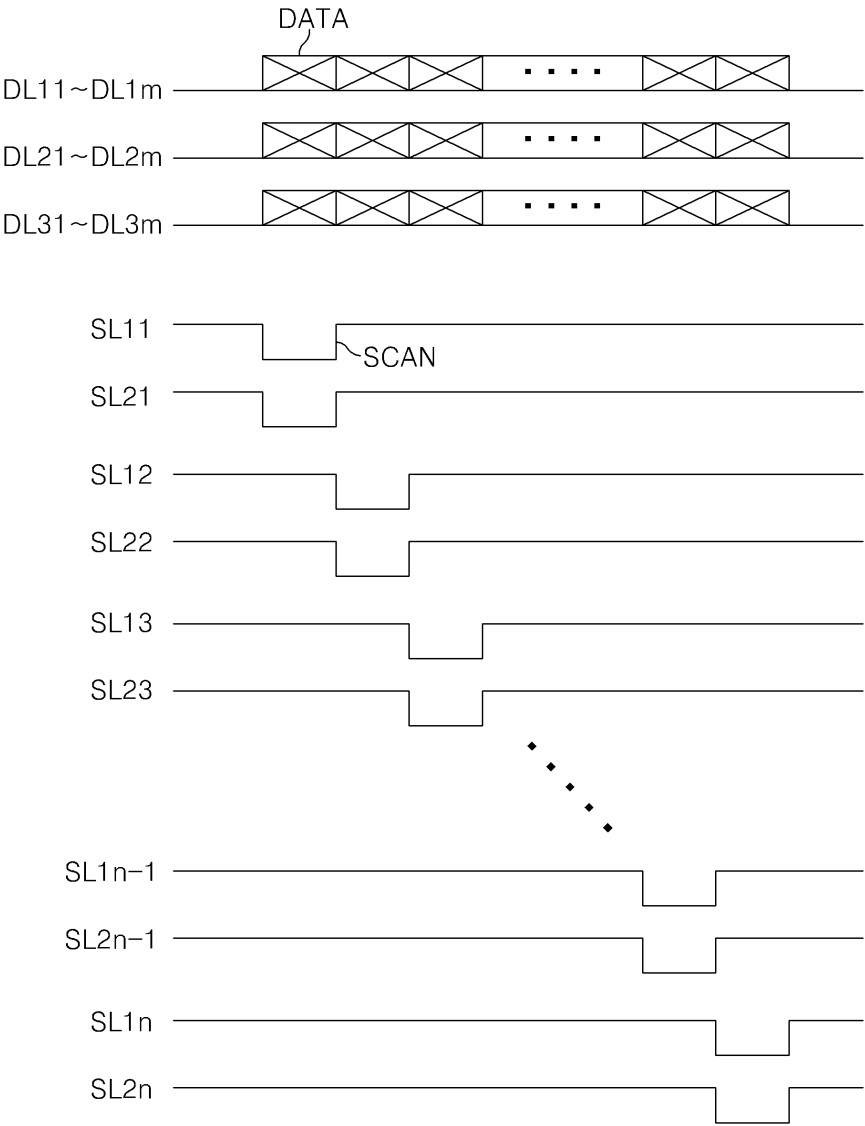 DATA
DL11~DL1m
DL21~DL2m
DL31~DL3m
SL11
SCAN
SL21
SL12
SL22
SL13
SL23
SL1n-1
SL2n-1
SL1n
SL2n